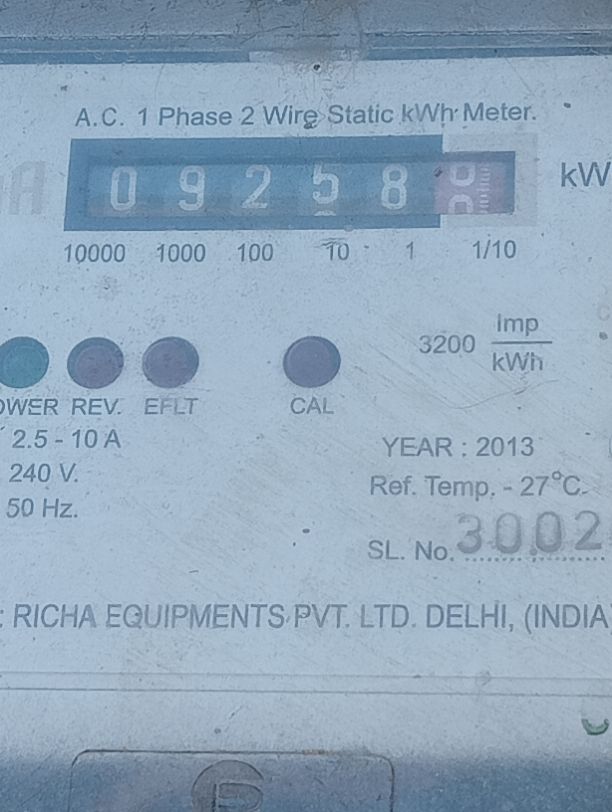 A.C. 1 Phase 2 Wire Static kWh Meter.
0 9 2 5 8
kW
10000 1000 100 10 1 1/10
3200 Imp/kWh
OWER REV. EFLT CAL
2.5 - 10 A
YEAR : 2013
240 V.
Ref. Temp. - 27°C.
50 Hz.
SL. No. 3002
: RICHA EQUIPMENTS PVT. LTD. DELHI, (INDIA